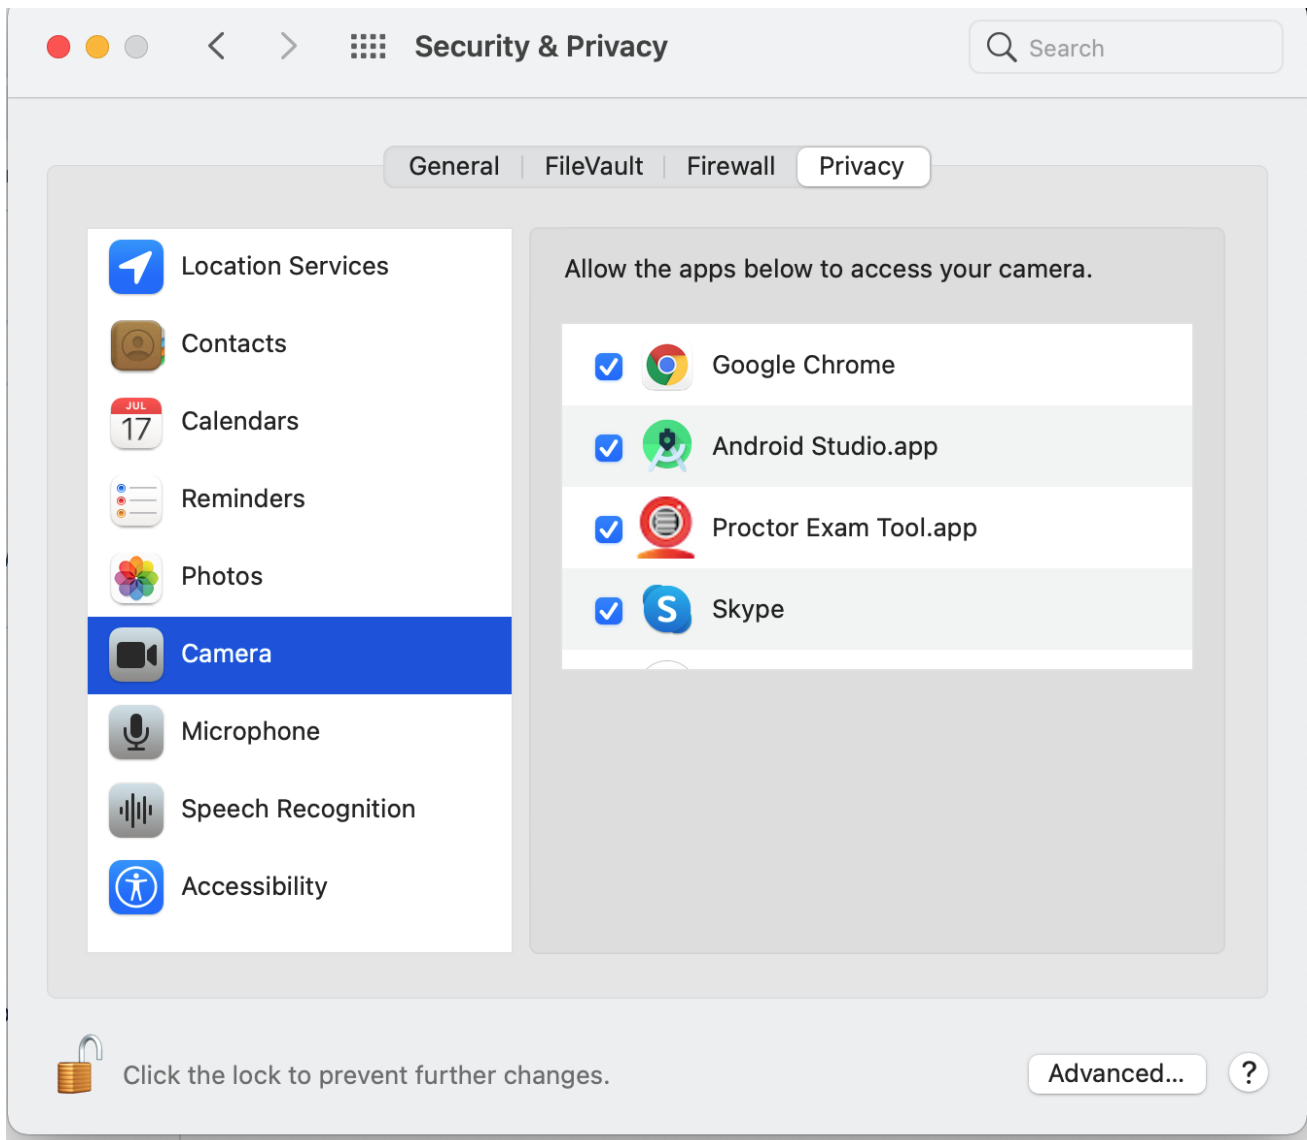 Security & Privacy
Search
General
FileVault
Firewall
Privacy
Location Services
Contacts
JUL
17
Calendars
Reminders
Photos
Camera
Microphone
Speech Recognition
Accessibility
Allow the apps below to access your camera.
Google Chrome
Android Studio.app
Proctor Exam Tool.app
S
Skype
Click the lock to prevent further changes.
Advanced...
?